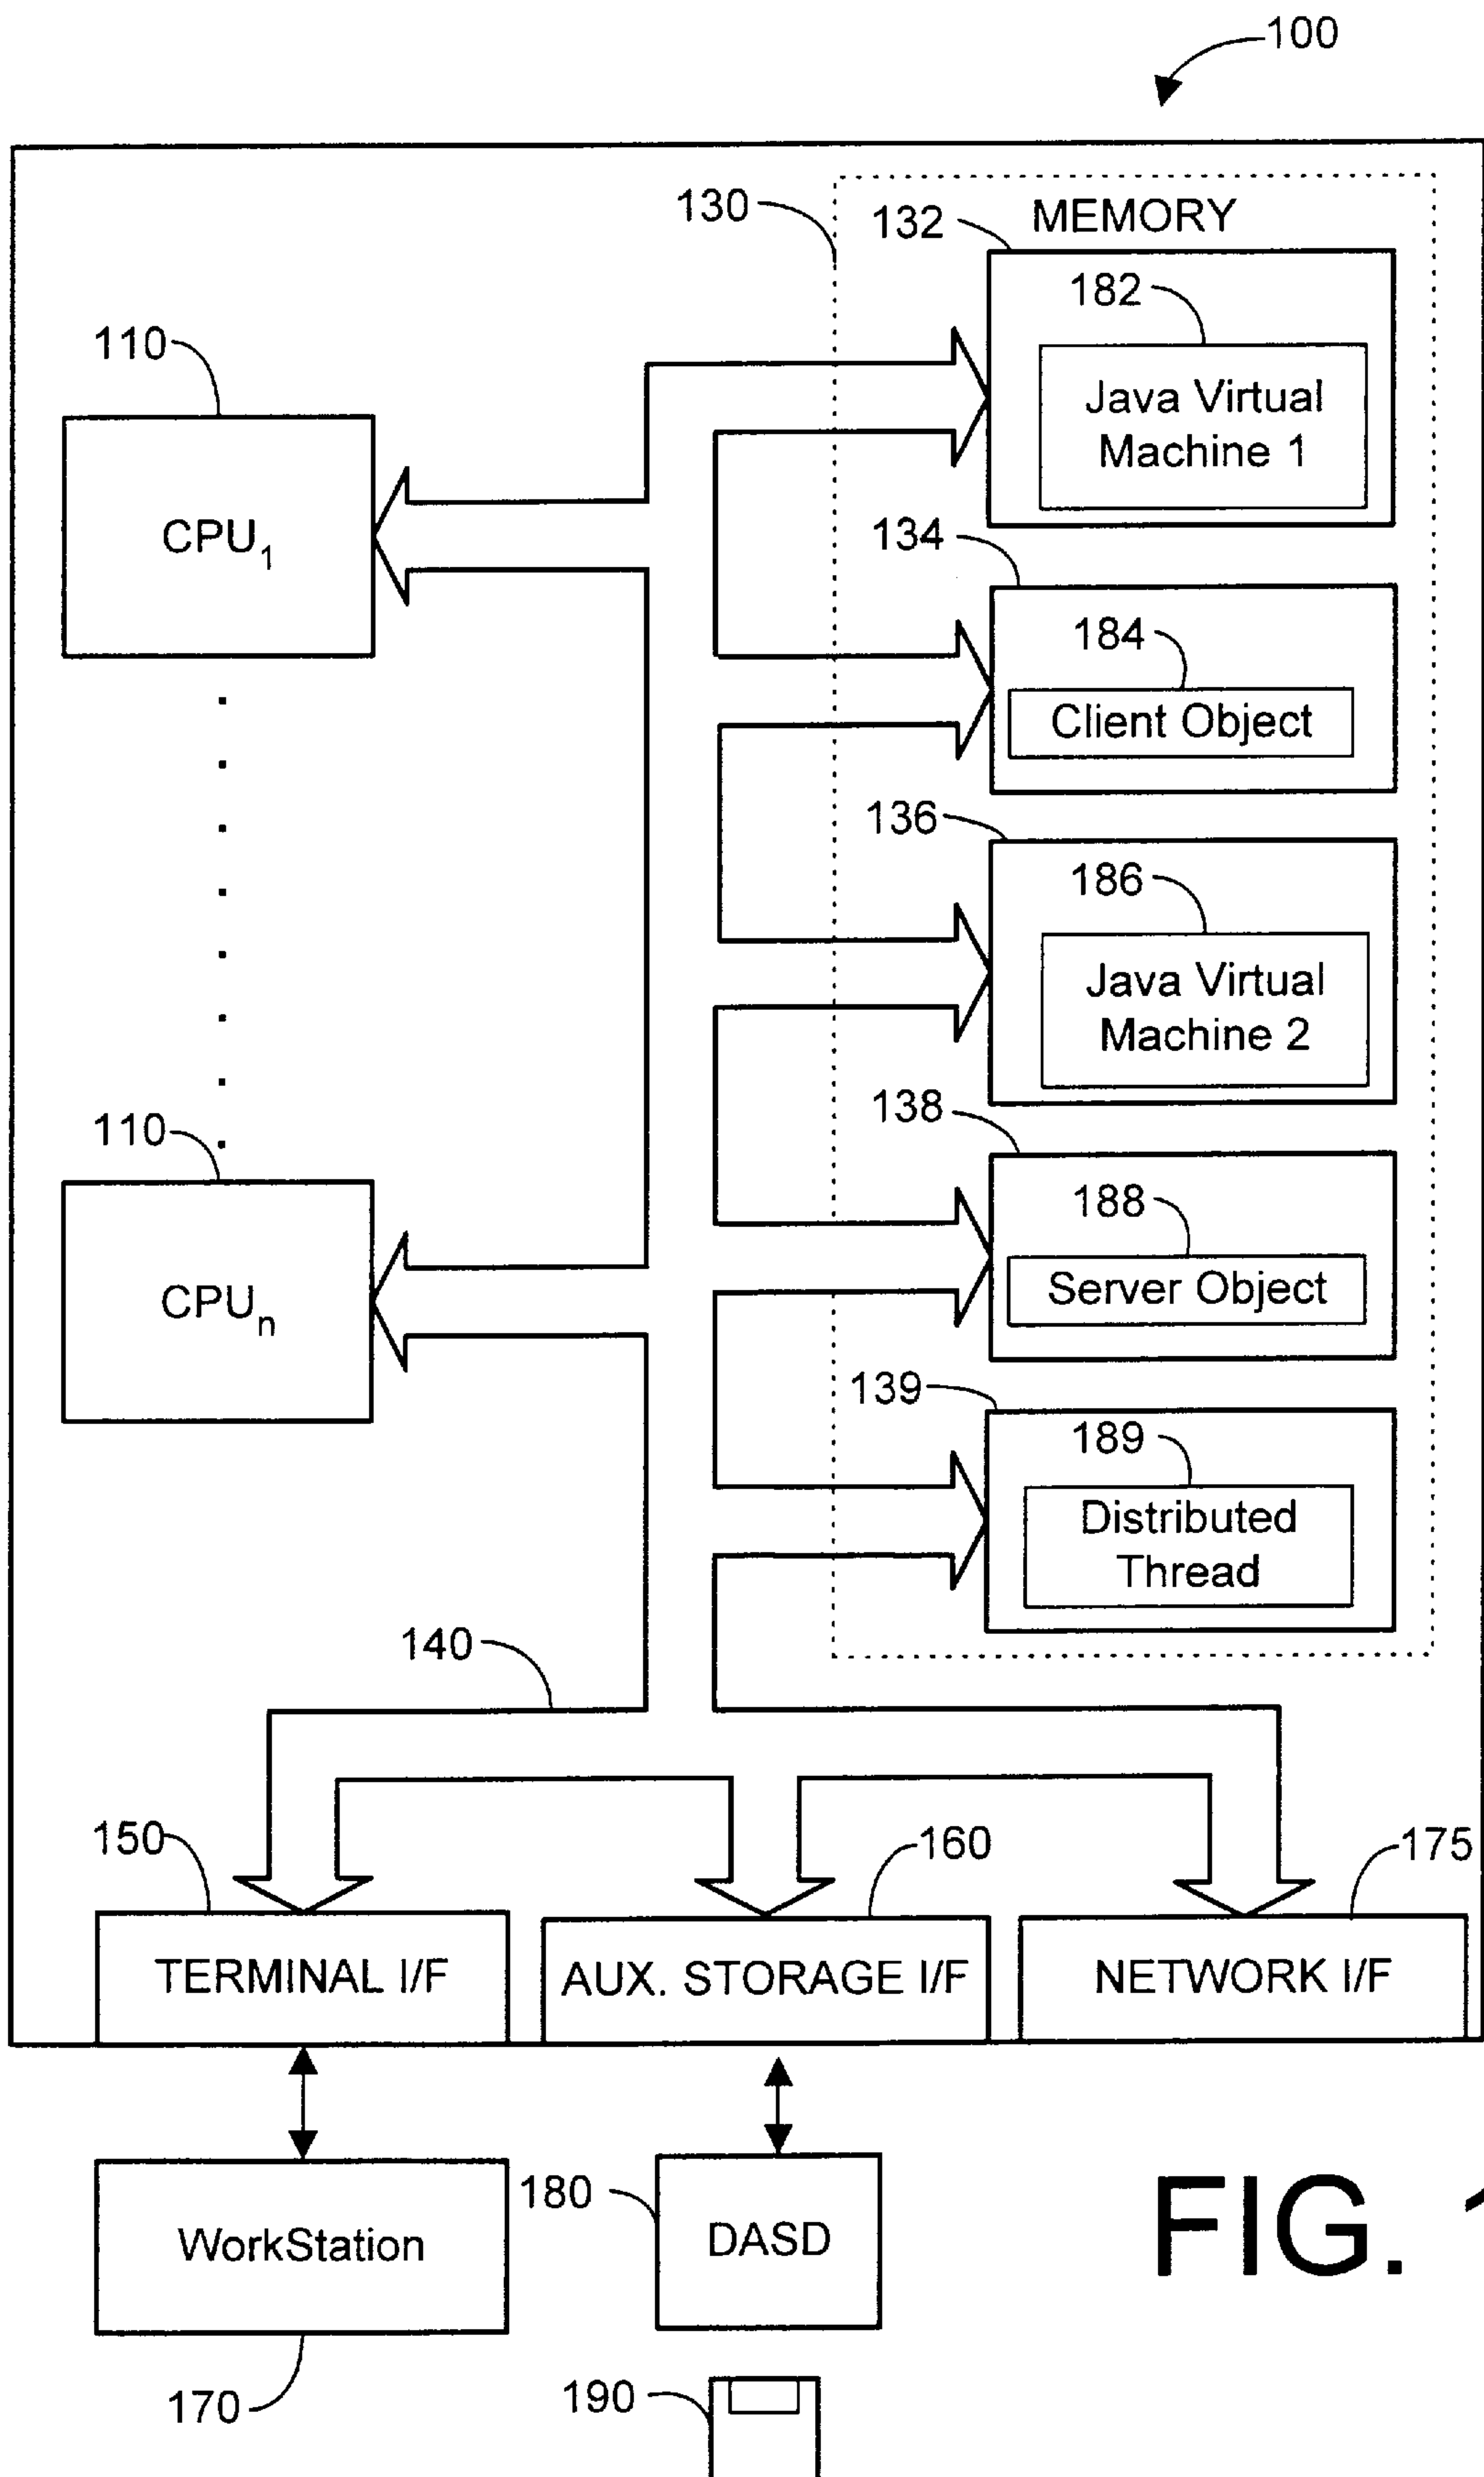 100
130
132
MEMORY
182
Java Virtual
Machine 1
110
CPU1
134
184
Client Object
136
186
Java Virtual
Machine 2
138
110
CPUn
188
Server Object
139
189
Distributed
Thread
140
150
160
175
TERMINAL I/F
AUX. STORAGE I/F
NETWORK I/F
WorkStation
180
DASD
FIG. 1
170
190